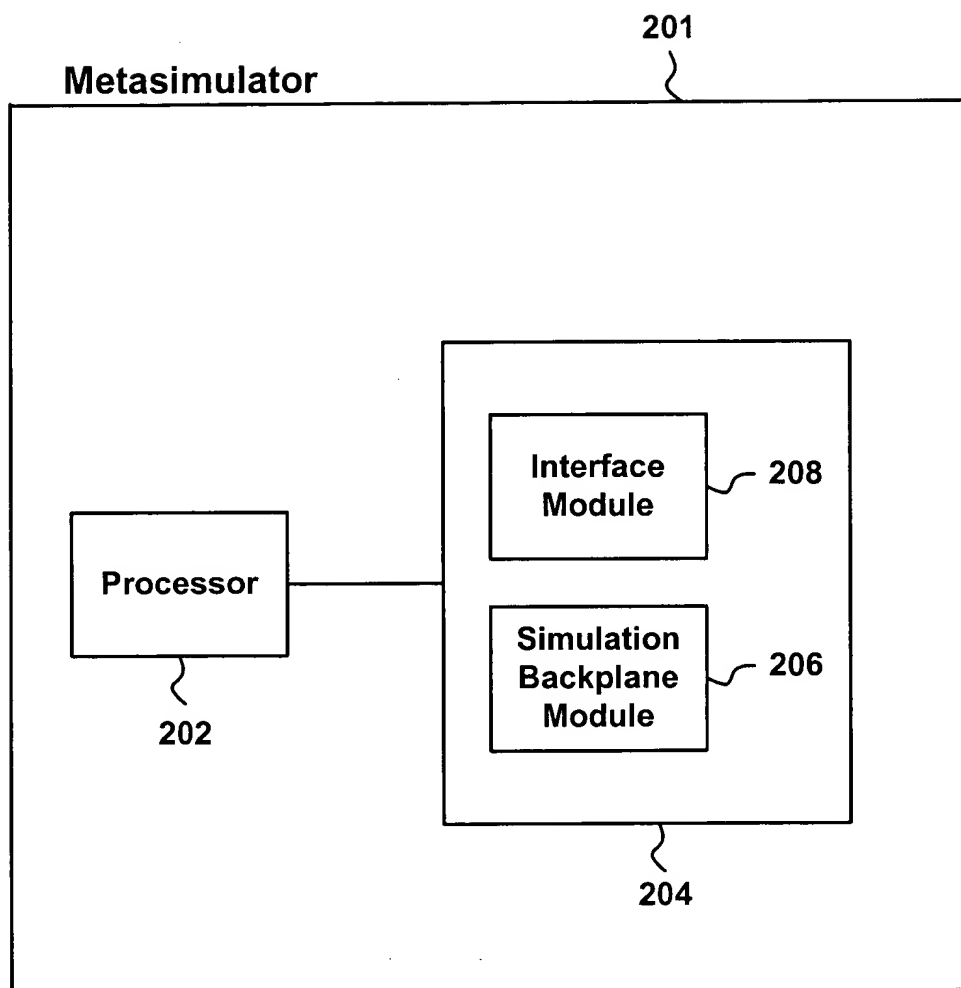 201
Metasimulator
Interface
Module
208
Processor
202
Simulation
Backplane
Module
206
204